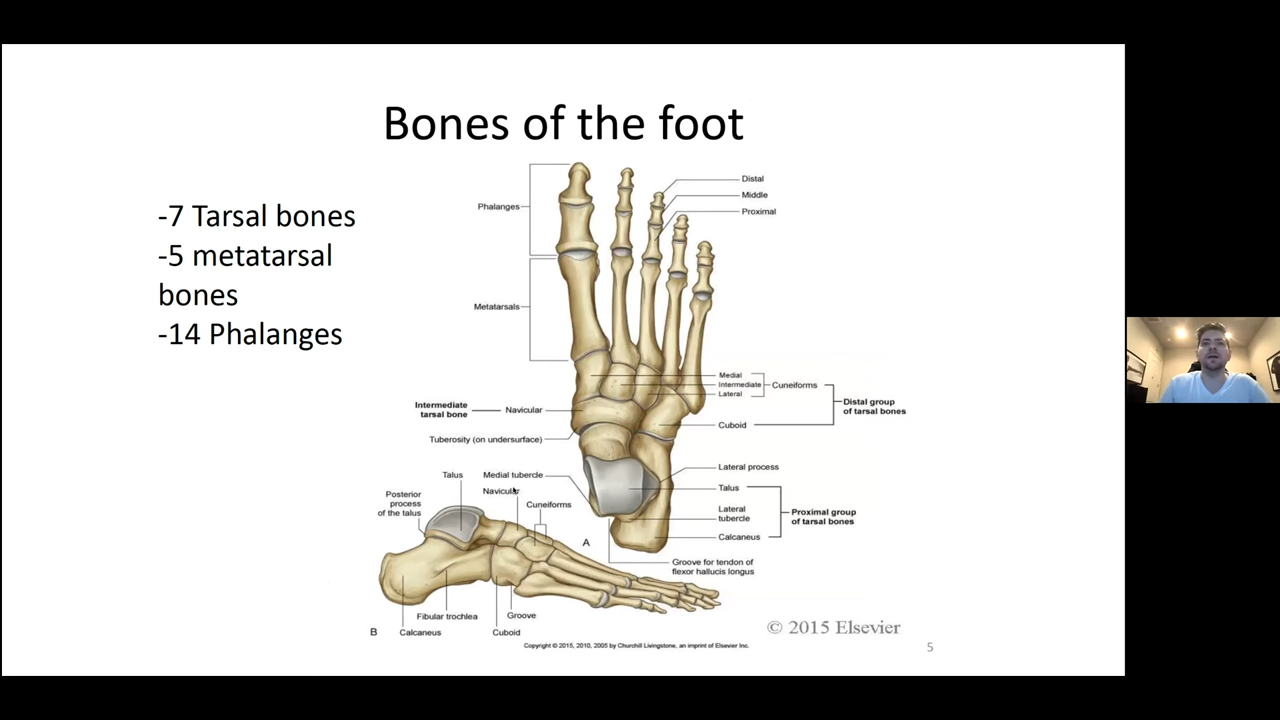 Bones of the foot
-7 Tarsal bones
-5 metatarsal
bones
-14 Phalanges
Phalanges
Distal
Middle
Proximal
Metatarsals
Medial
Intermediate
Lateral
Cuneiforms
Intermediate
tarsal bone
Navicular
Distal group
of tarsal bones
Cuboid
Tuberosity (on undersurface)
Lateral process
Talus
Lateral
tubercle
Calcaneus
Proximal group
of tarsal bones
Talus
Medial tubercle
Navicular
Cuneiforms
Posterior
process
of the talus
A
Groove for tendon of
flexor hallucis longus
Fibular trochlea
Groove
B
Calcaneus
Cuboid
© 2015 Elsevier
Copyright © 2015, 2010, 2005 by Churchill Livingstone, an imprint of Elsevier Inc.
5